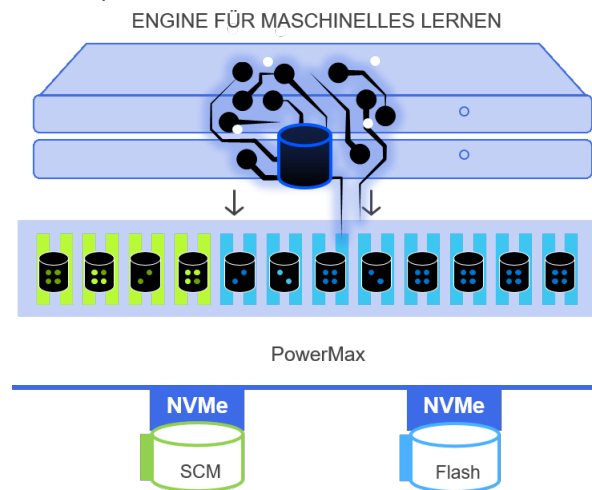 ENGINE FÜR MASCHINELLES LERNEN
PowerMax
NVMe
NVMe
SCM
Flash